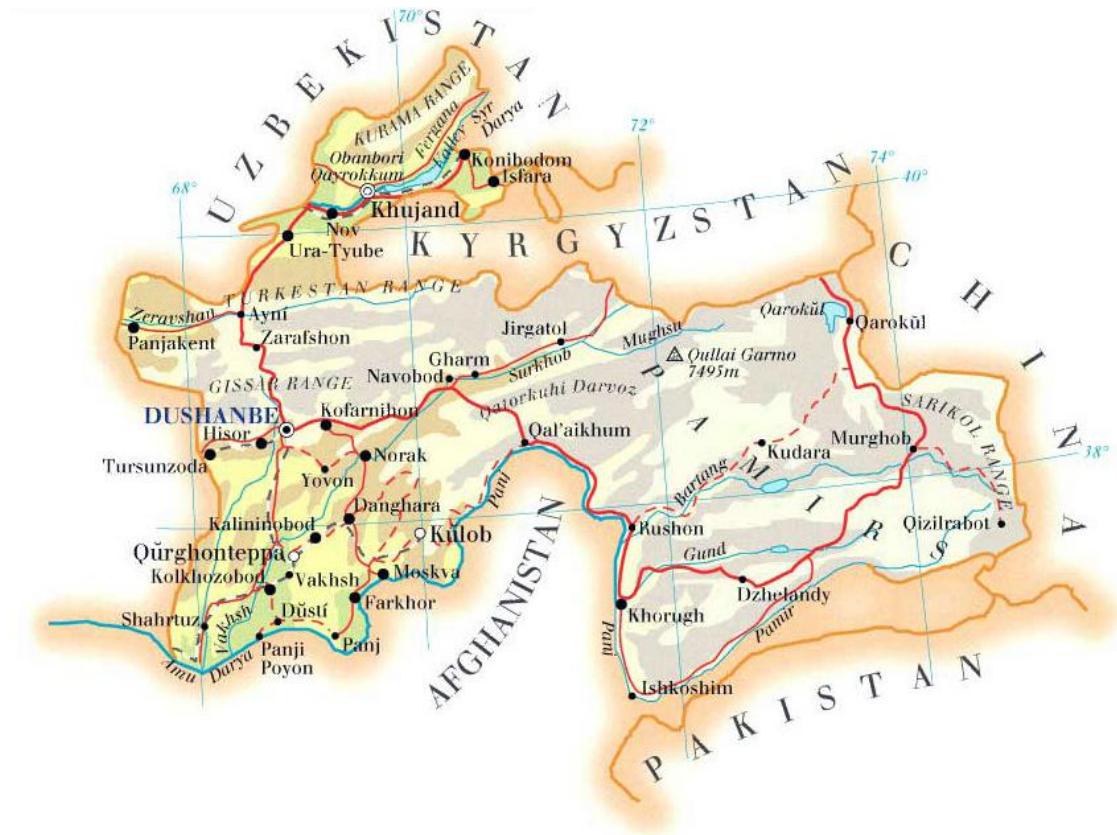 UZBEKISTAN
70°
KURAMA RANGE
Fergana
Valley
Syr
Darya
72°
74°
40°
68°
Obanbori
Qayrokkum
Konibodom
Isfara
Khujand
Nov
Ura-Tyube
KYRGYZSTAN
CHINA
TURKESTAN RANGE
Zeravshan
Ayni
Panjakent
Zarafshon
Jirgatol
Mughsu
Qarokŭl
Qarokŭl
Gharm
Surkhob
Qullai Garmo
7495m
Navobod
GISSAR RANGE
Qatorkuhi Darvoz
PAMIRS
SARIKOL RANGE
DUSHANBE
Kofarnihon
Hisor
Qal'aikhum
Murghob
Kudara
38°
Tursunzoda
Norak
Yovon
Bartang
Panj
Danghara
Kalininobod
Kŭlob
Rushon
Qizilrabot
Qŭrghonteppa
Gund
Kolkhozobod
Vakhsh
Moskva
Dzhelandy
AFGHANISTAN
Shahrtuz
Vakhsh
Dŭstí
Farkhor
Khorugh
Pamir
Panj
Amu Darya
Panji
Poyon
Panj
Ishkoshim
PAKISTAN